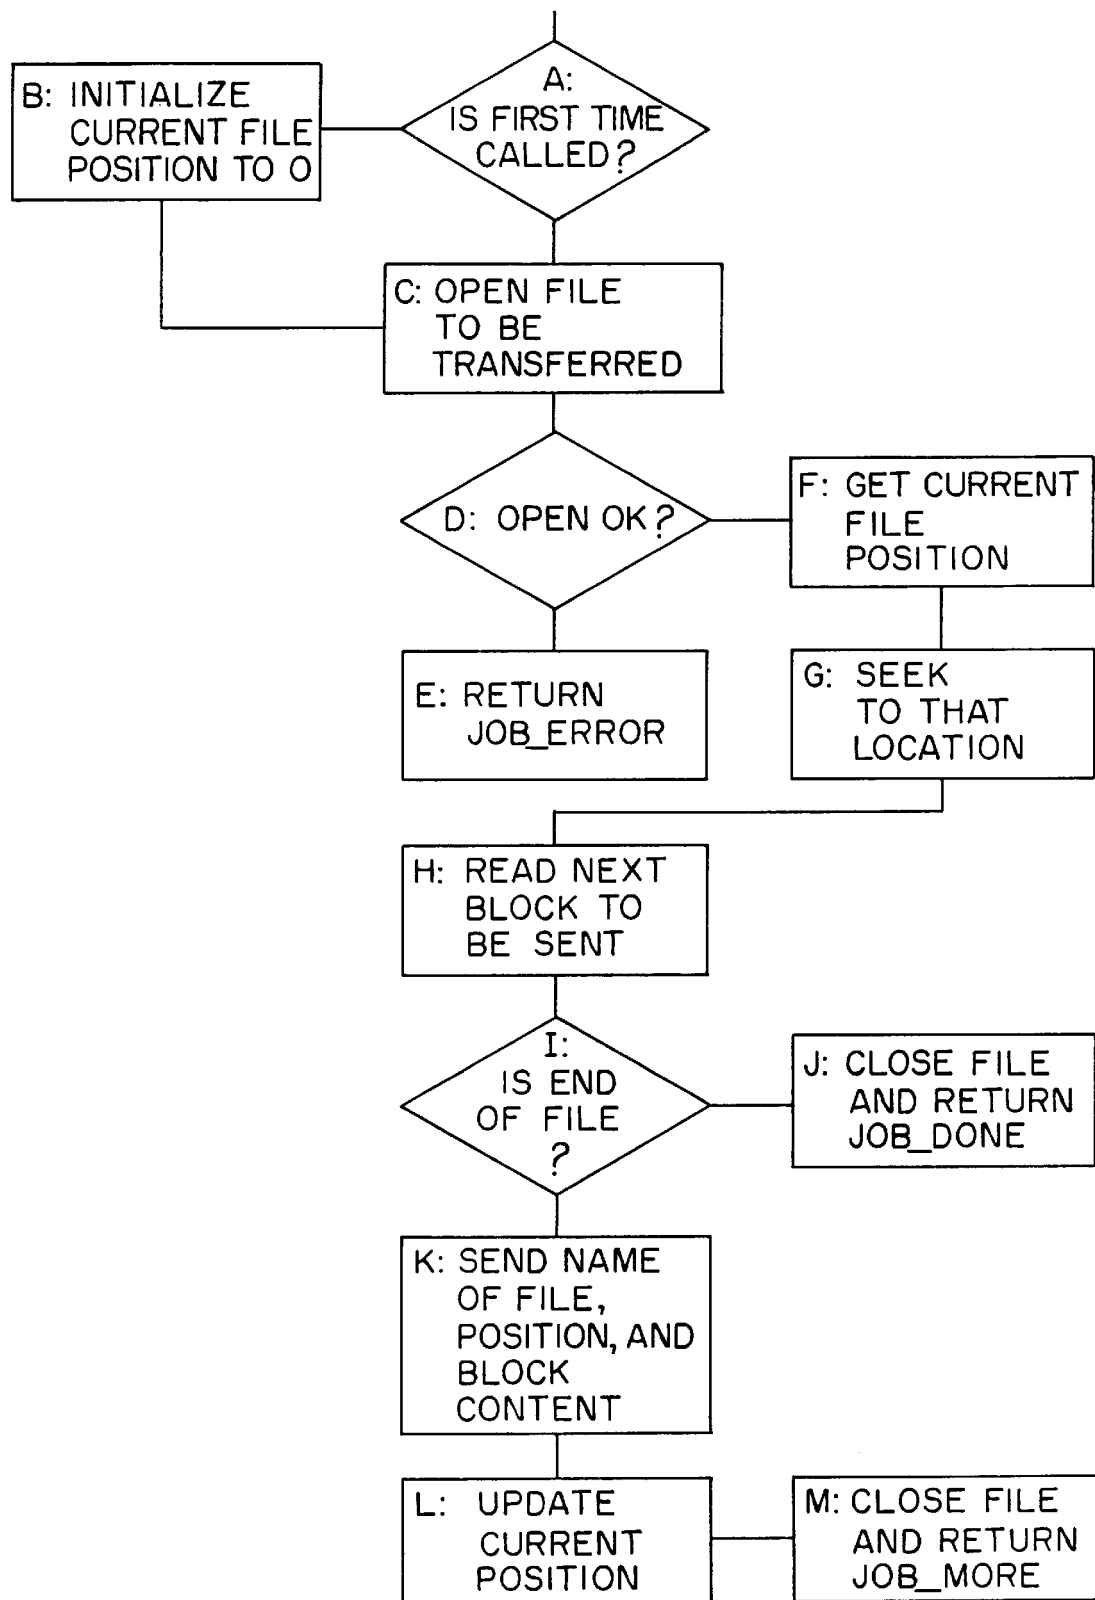 A:
IS FIRST TIME
CALLED?
B: INITIALIZE
CURRENT FILE
POSITION TO 0
C: OPEN FILE
TO BE
TRANSFERRED
D: OPEN OK?
F: GET CURRENT
FILE
POSITION
E: RETURN
JOB_ERROR
G: SEEK
TO THAT
LOCATION
H: READ NEXT
BLOCK TO
BE SENT
I:
IS END
OF FILE
?
J: CLOSE FILE
AND RETURN
JOB_DONE
K: SEND NAME
OF FILE,
POSITION, AND
BLOCK
CONTENT
L: UPDATE
CURRENT
POSITION
M: CLOSE FILE
AND RETURN
JOB_MORE